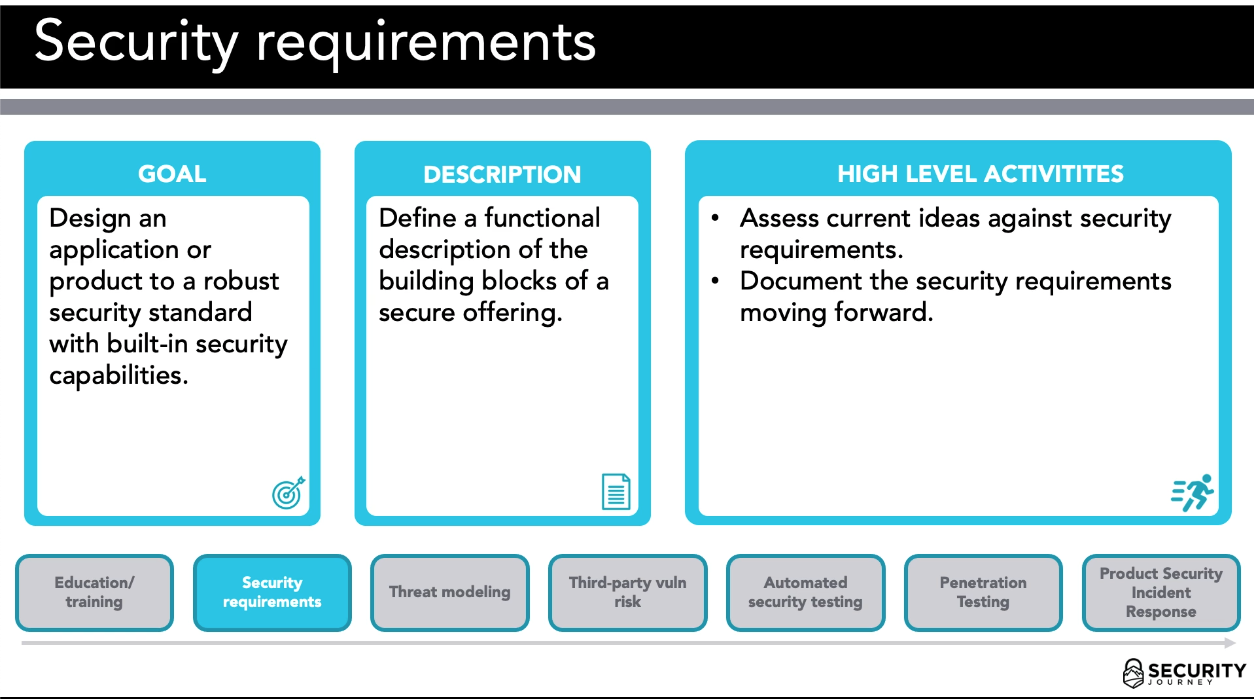 Security requirements
GOAL
Design an
application or
product to a robust
security standard
with built-in security
capabilities.
DESCRIPTION
Define a functional
description of the
building blocks of a
secure offering.
HIGH LEVEL ACTIVITITES
• Assess current ideas against security
requirements.
• Document the security requirements
moving forward.
Education/
training
Security
requirements
Threat modeling
Third-party vuln
risk
Automated
security testing
Penetration
Testing
Product Security
Incident
Response
SECURITY
JOURNEY